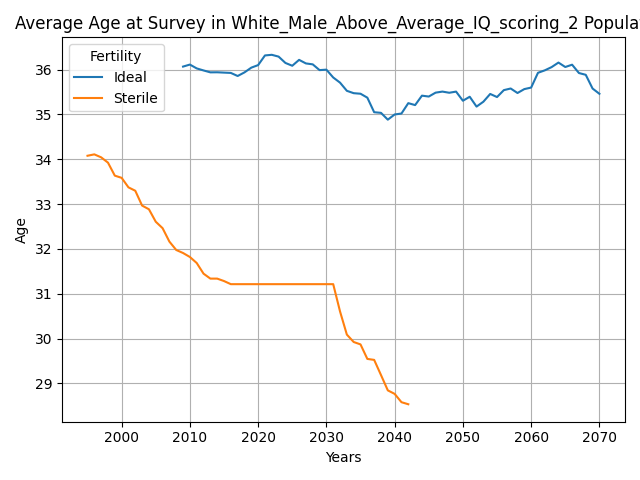 Average Age at Survey in White_Male_Above_Average_IQ_scoring_2 Popula
Fertility
Ideal
Sterile
Age
36
35
34
33
32
31
30
29
2000 2010 2020 2030 2040 2050 2060 2070
Years